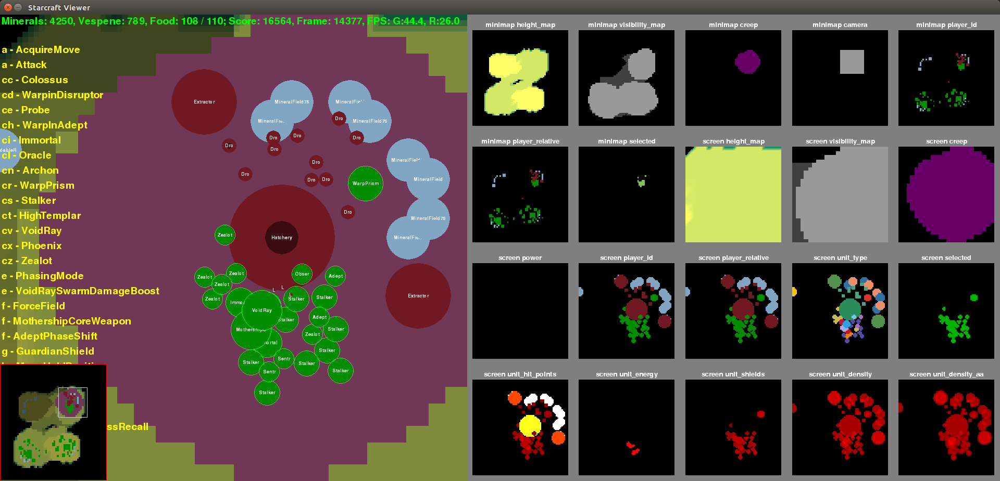 Starcraft Viewer
Minerals: 4250, Vespene: 789, Food: 108 / 110; Score: 16564, Frame: 14377, FPS: G:44.4, R:26.0
a - AcquireMove
a - Attack
cc - Colossus
cd - WarpinDisruptor
ce - Probe
ch - WarpInAdept
ci - Immortal
cl - Oracle
cn - Archon
cr - WarpPrism
cs - Stalker
ct - HighTemplar
cv - VoidRay
cx - Phoenix
cz - Zealot
e - PhasingMode
e - VoidRaySwarmDamageBoost
f - ForceField
f - MothershipCoreWeapon
f - AdeptPhaseShift
g - GuardianShield
ssRecall
Extractor
MineralField75
MineralFie
MineralFie
MineralField75
Dro
Dro
Dro
Dro
Dro
Dro
dableR
Dro
Dro
Dro
Dro
MineralField
MineralField
WarpPrism
Dro
MineralField75
MineralFie
Hatchery
Zealot
Zealot
Zealot
Zealot
Zealot
Obser
Adept
L
L
L
Immo
VoidRay
Stalker
Stalker
Stalker
Adept
Mothership
Zealot
Stalker
ortal
Stalker
Stalker
Sentr
Stalker
Sentr
Stalker
Stalker
Extractor
minimap height_map
minimap visibility_map
minimap creep
minimap camera
minimap player_id
minimap player_relative
minimap selected
screen height_map
screen visibility_map
screen creep
screen power
screen player_id
screen player_relative
screen unit_type
screen selected
screen unit_hit_points
screen unit_energy
screen unit_shields
screen unit_density
screen unit_density_aa